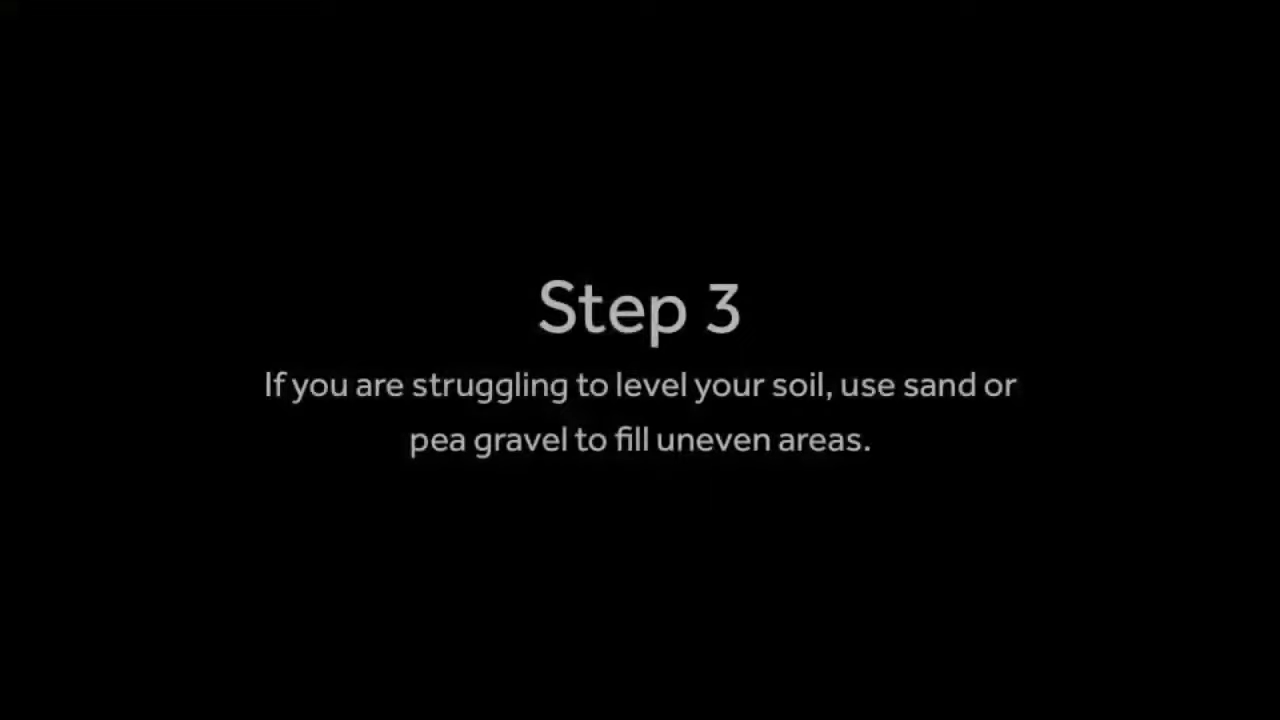 Step 3
If you are struggling to level your soil, use sand or
pea gravel to fill uneven areas.